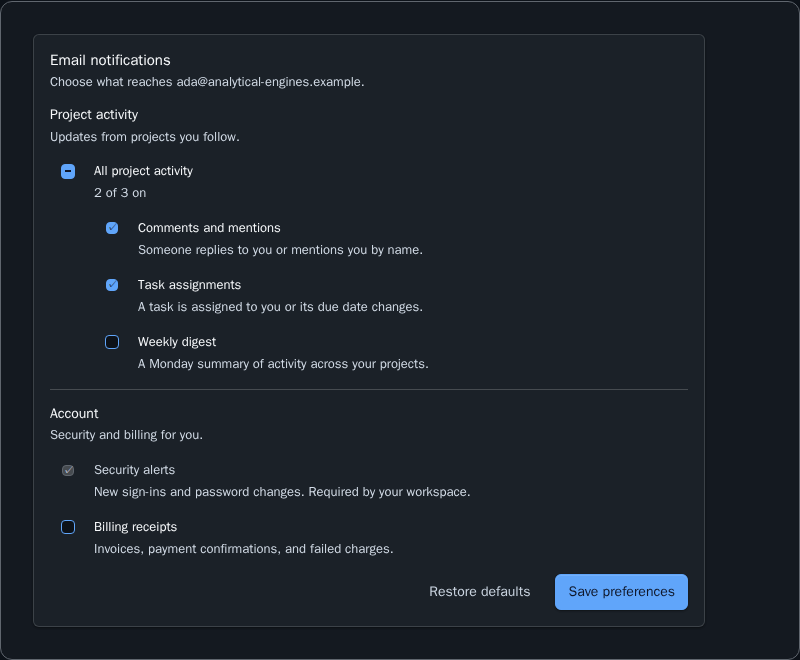 Email notifications
Choose what reaches ada@analytical-engines.example.
Project activity
Updates from projects you follow.
All project activity
2 of 3 on
Comments and mentions
Someone replies to you or mentions you by name.
Task assignments
A task is assigned to you or its due date changes.
Weekly digest
A Monday summary of activity across your projects.
Account
Security and billing for you.
Security alerts
New sign-ins and password changes. Required by your workspace.
Billing receipts
Invoices, payment confirmations, and failed charges.
Restore defaults
Save preferences